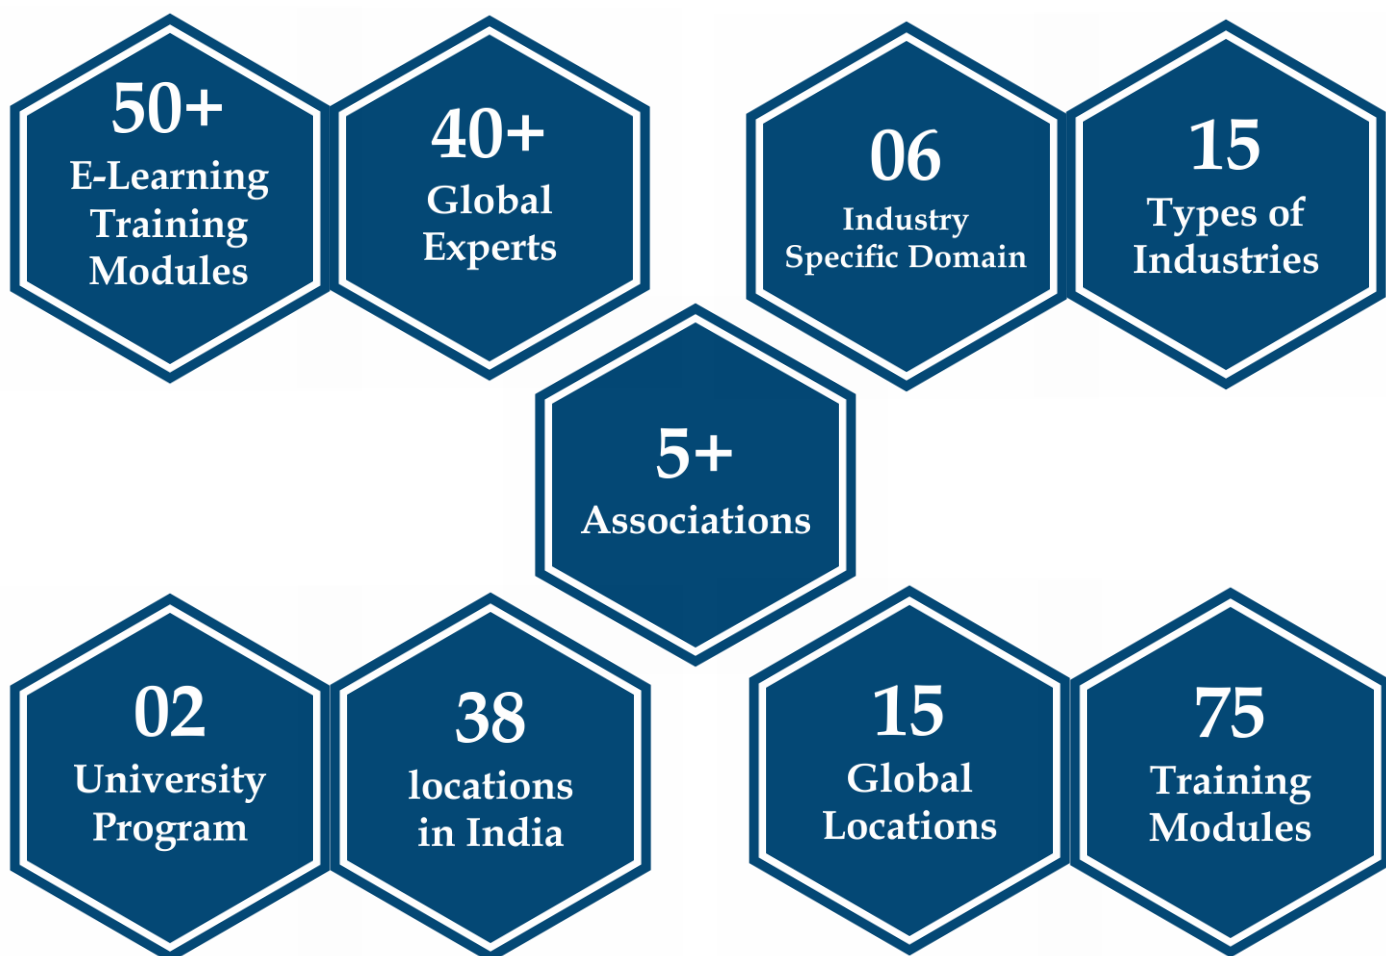 50+
E-Learning
Training
Modules
40+
Global
Experts
06
Industry
Specific Domain
15
Types of
Industries
5+
Associations
02
University
Program
38
locations
in India
15
Global
Locations
75
Training
Modules